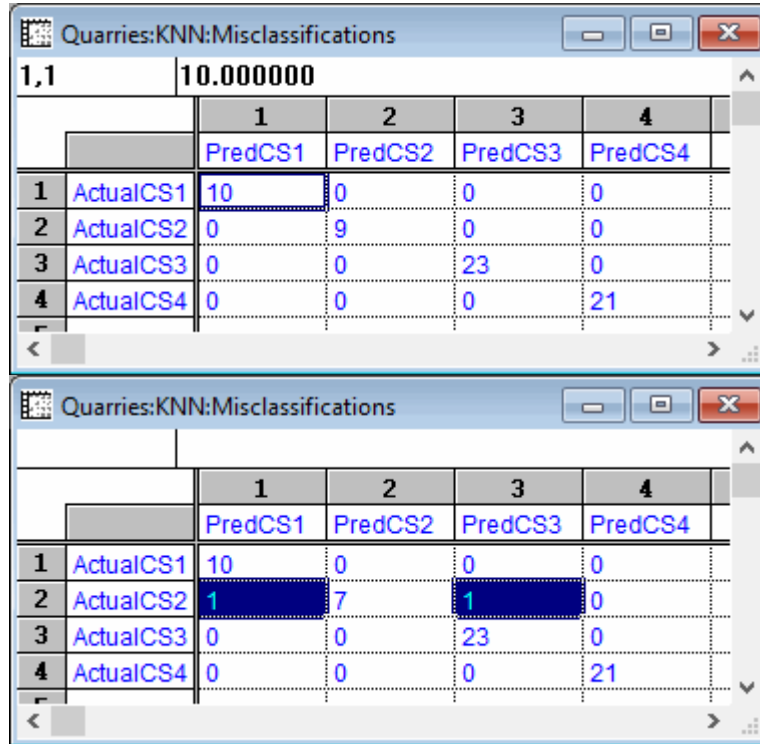 Quarries:KNN:Misclassifications
1,1 10.000000
1 2 3 4
PredCS1 PredCS2 PredCS3 PredCS4
1 ActualCS1 10 0 0 0
2 ActualCS2 0 9 0 0
3 ActualCS3 0 0 23 0
4 ActualCS4 0 0 0 21
Quarries:KNN:Misclassifications
1 2 3 4
PredCS1 PredCS2 PredCS3 PredCS4
1 ActualCS1 10 0 0 0
2 ActualCS2 1 7 1 0
3 ActualCS3 0 0 23 0
4 ActualCS4 0 0 0 21